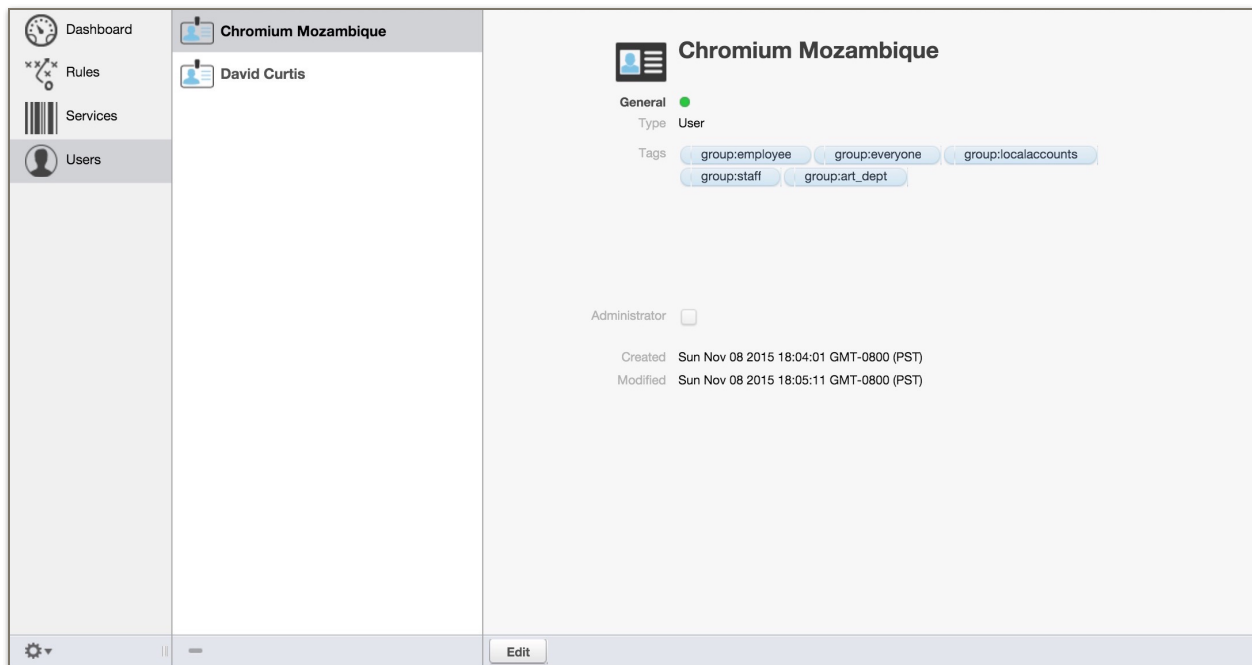 Dashboard
Rules
Services
Users
Chromium Mozambique
David Curtis
Chromium Mozambique
General
Type User
Tags group:employee group:everyone group:localaccounts
group:staff group:art_dept
Administrator
Created Sun Nov 08 2015 18:04:01 GMT-0800 (PST)
Modified Sun Nov 08 2015 18:05:11 GMT-0800 (PST)
Edit